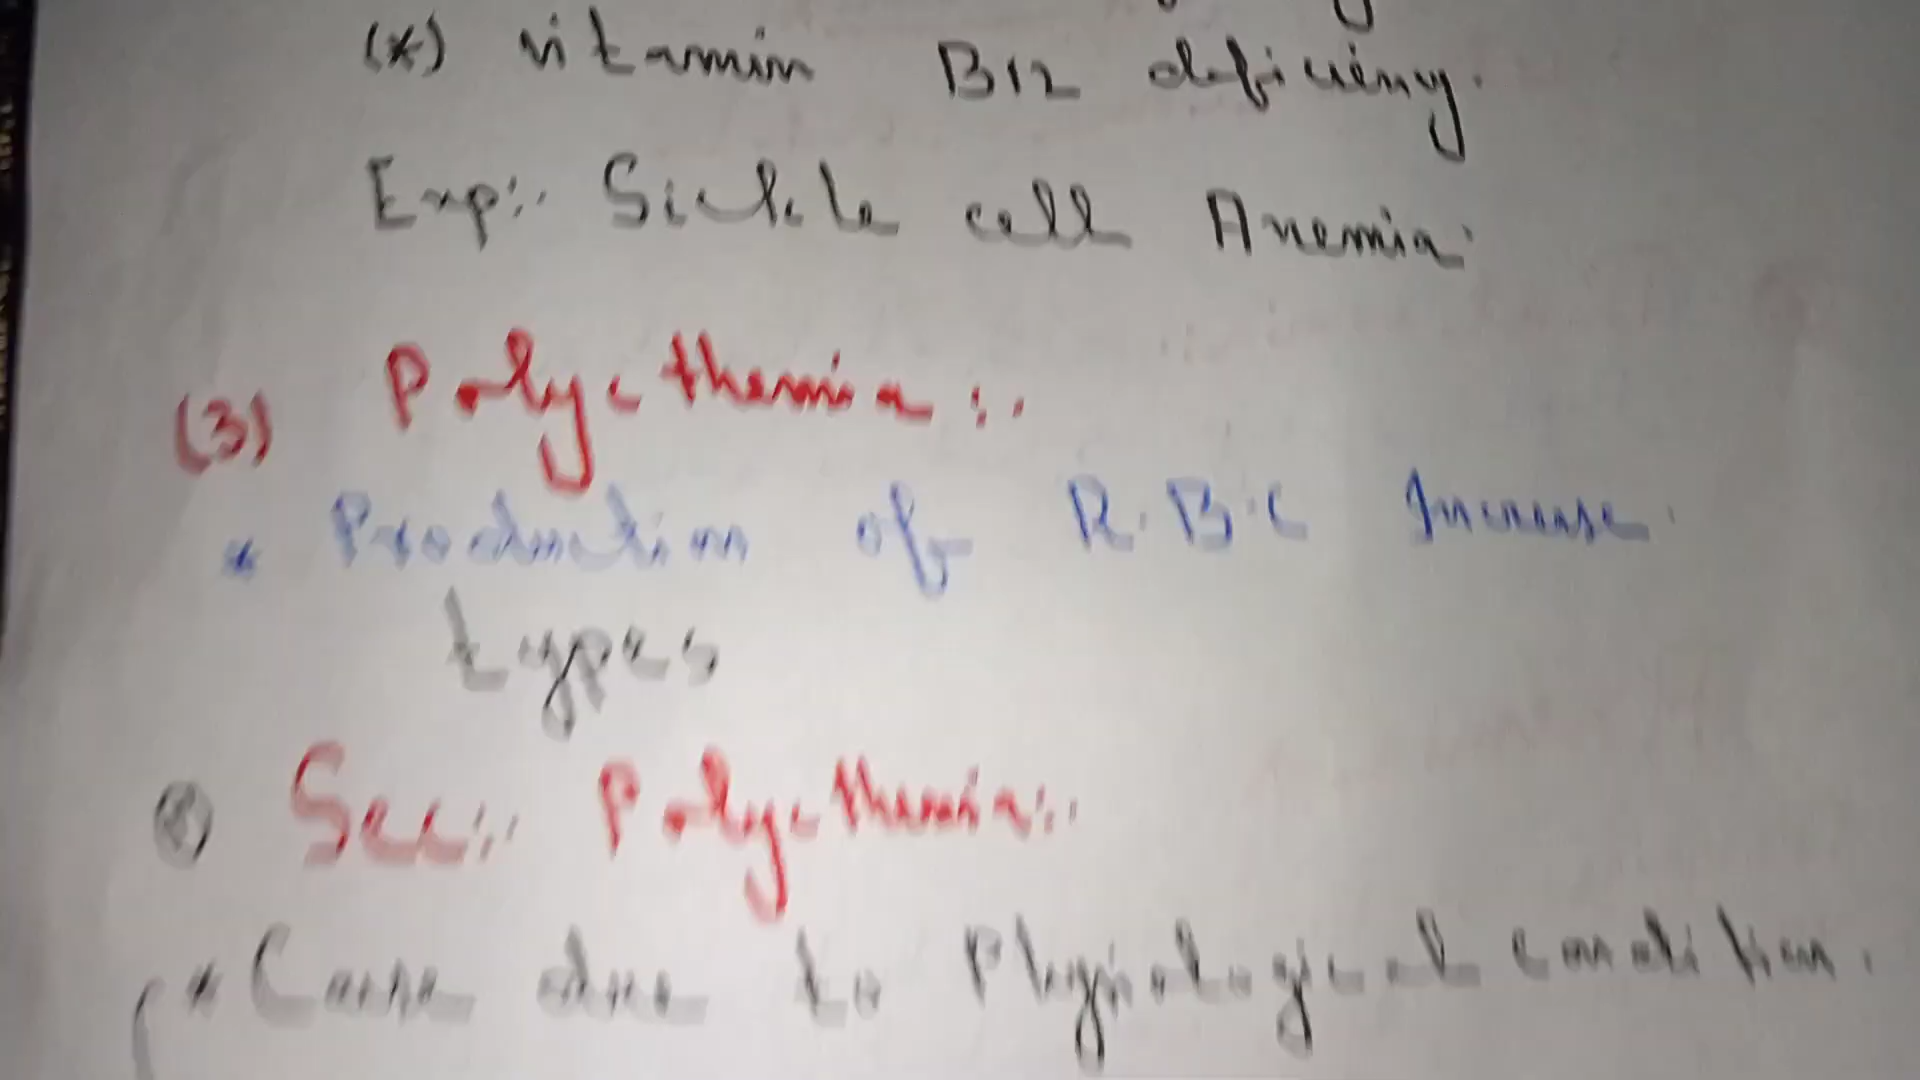 (*) vitamin B12 deficieny.
Exp:- Sickle cell Anemia.
(3) Polycthemia :-
* Production of R.B.C Increase.
types
Sec:- Polycthemia:-
* Cause due to Physiological condition.